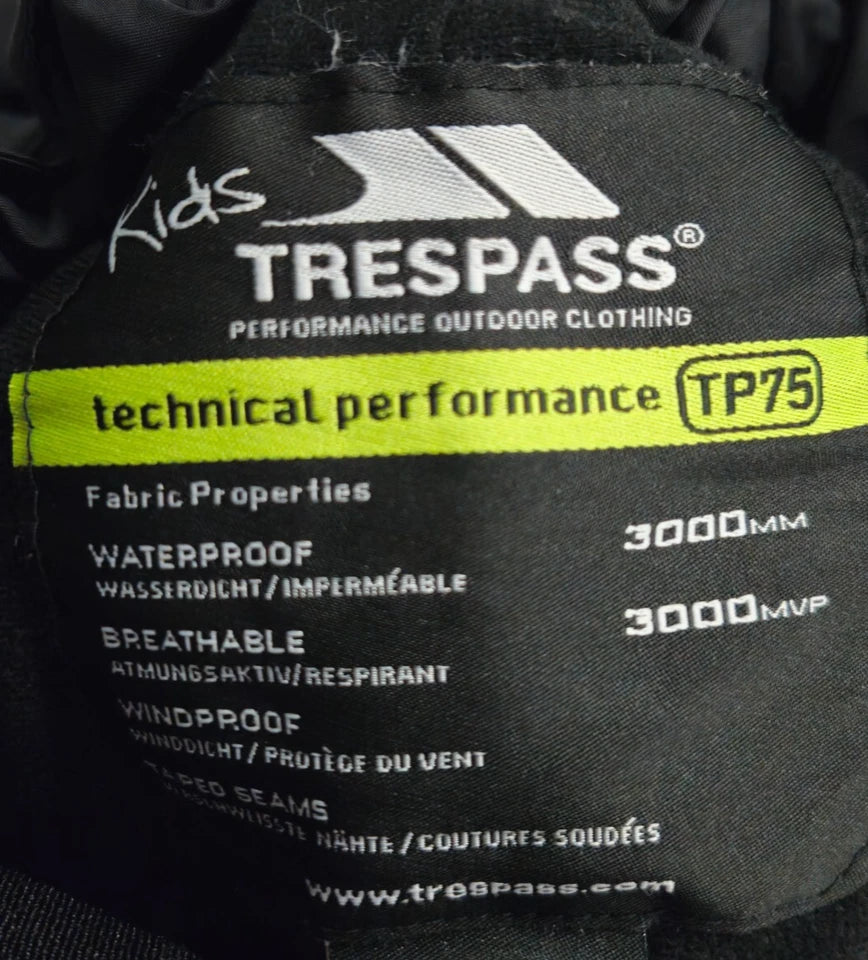 Kids
TRESPASS®
PERFORMANCE OUTDOOR CLOTHING
technical performance TP75
Fabric Properties
WATERPROOF 3000MM
WASSERDICHT/IMPERMÉABLE
BREATHABLE 3000MVP
ATMUNGSAKTIV/RESPIRANT
WINDPROOF
WINDDICHT/PROTÈGE DU VENT
TAPED SEAMS
NÄHTE/COUTURES SOUDÉES
www.trespass.com